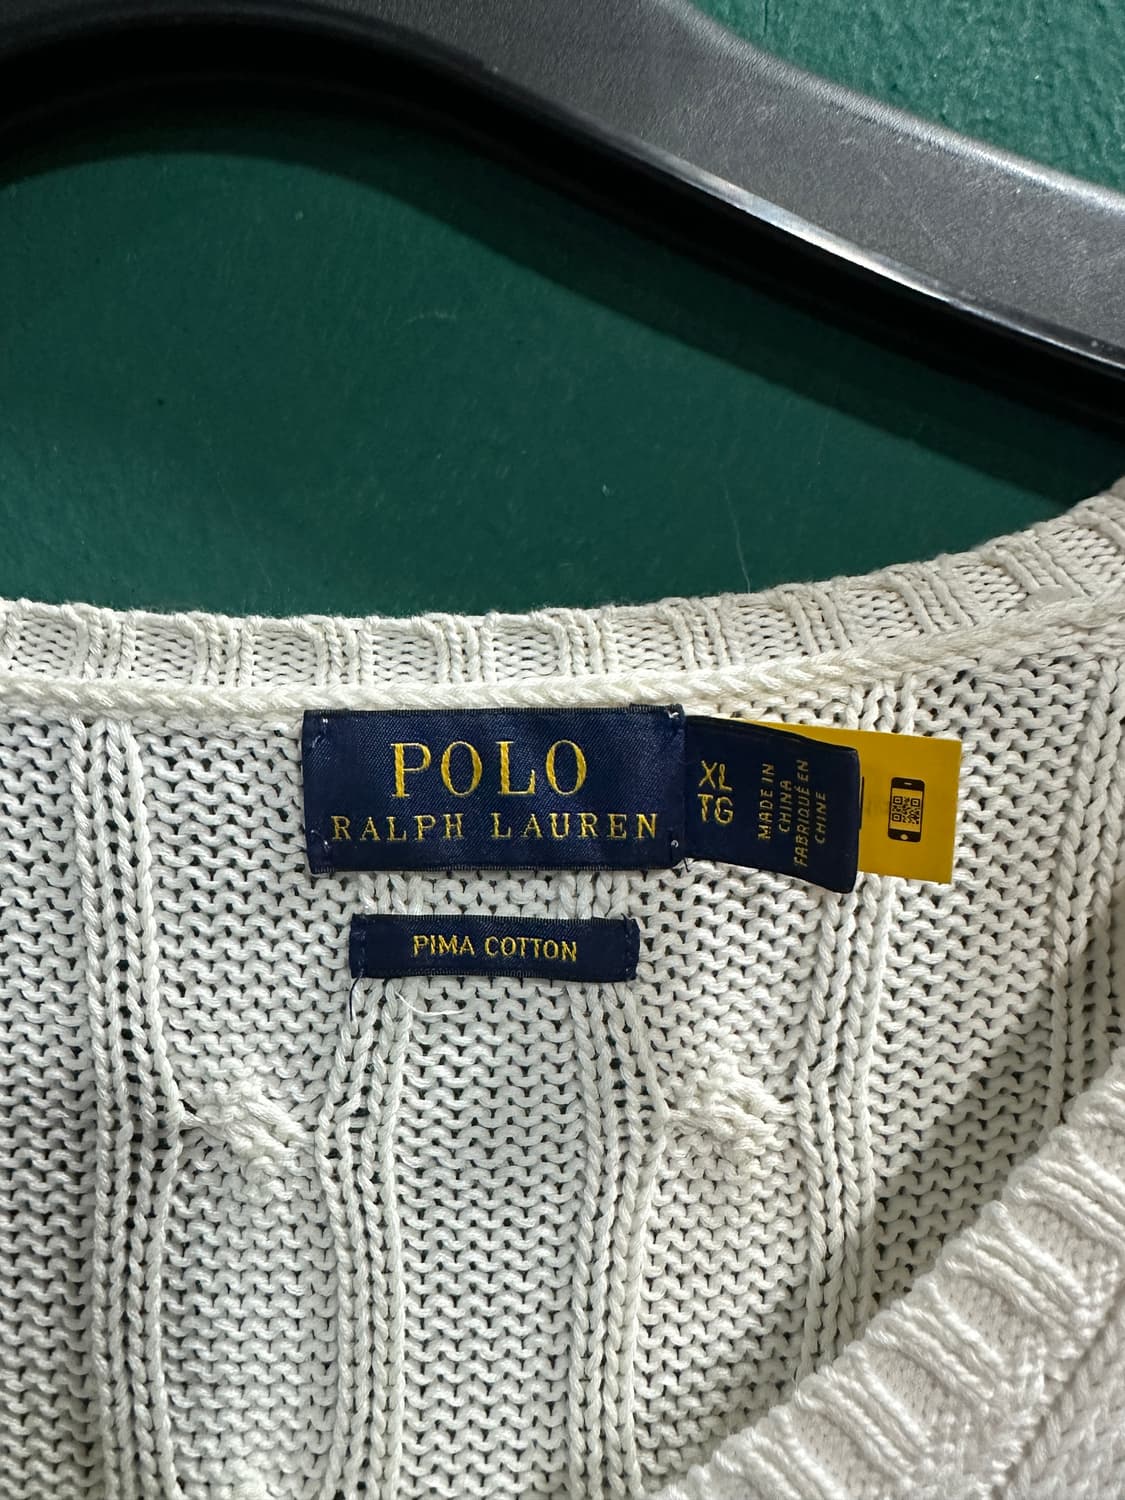 POLO
RALPH LAUREN
XL
TG
MADE IN
CHINA
FABRIQUÉ EN
CHINE
PIMA COTTON